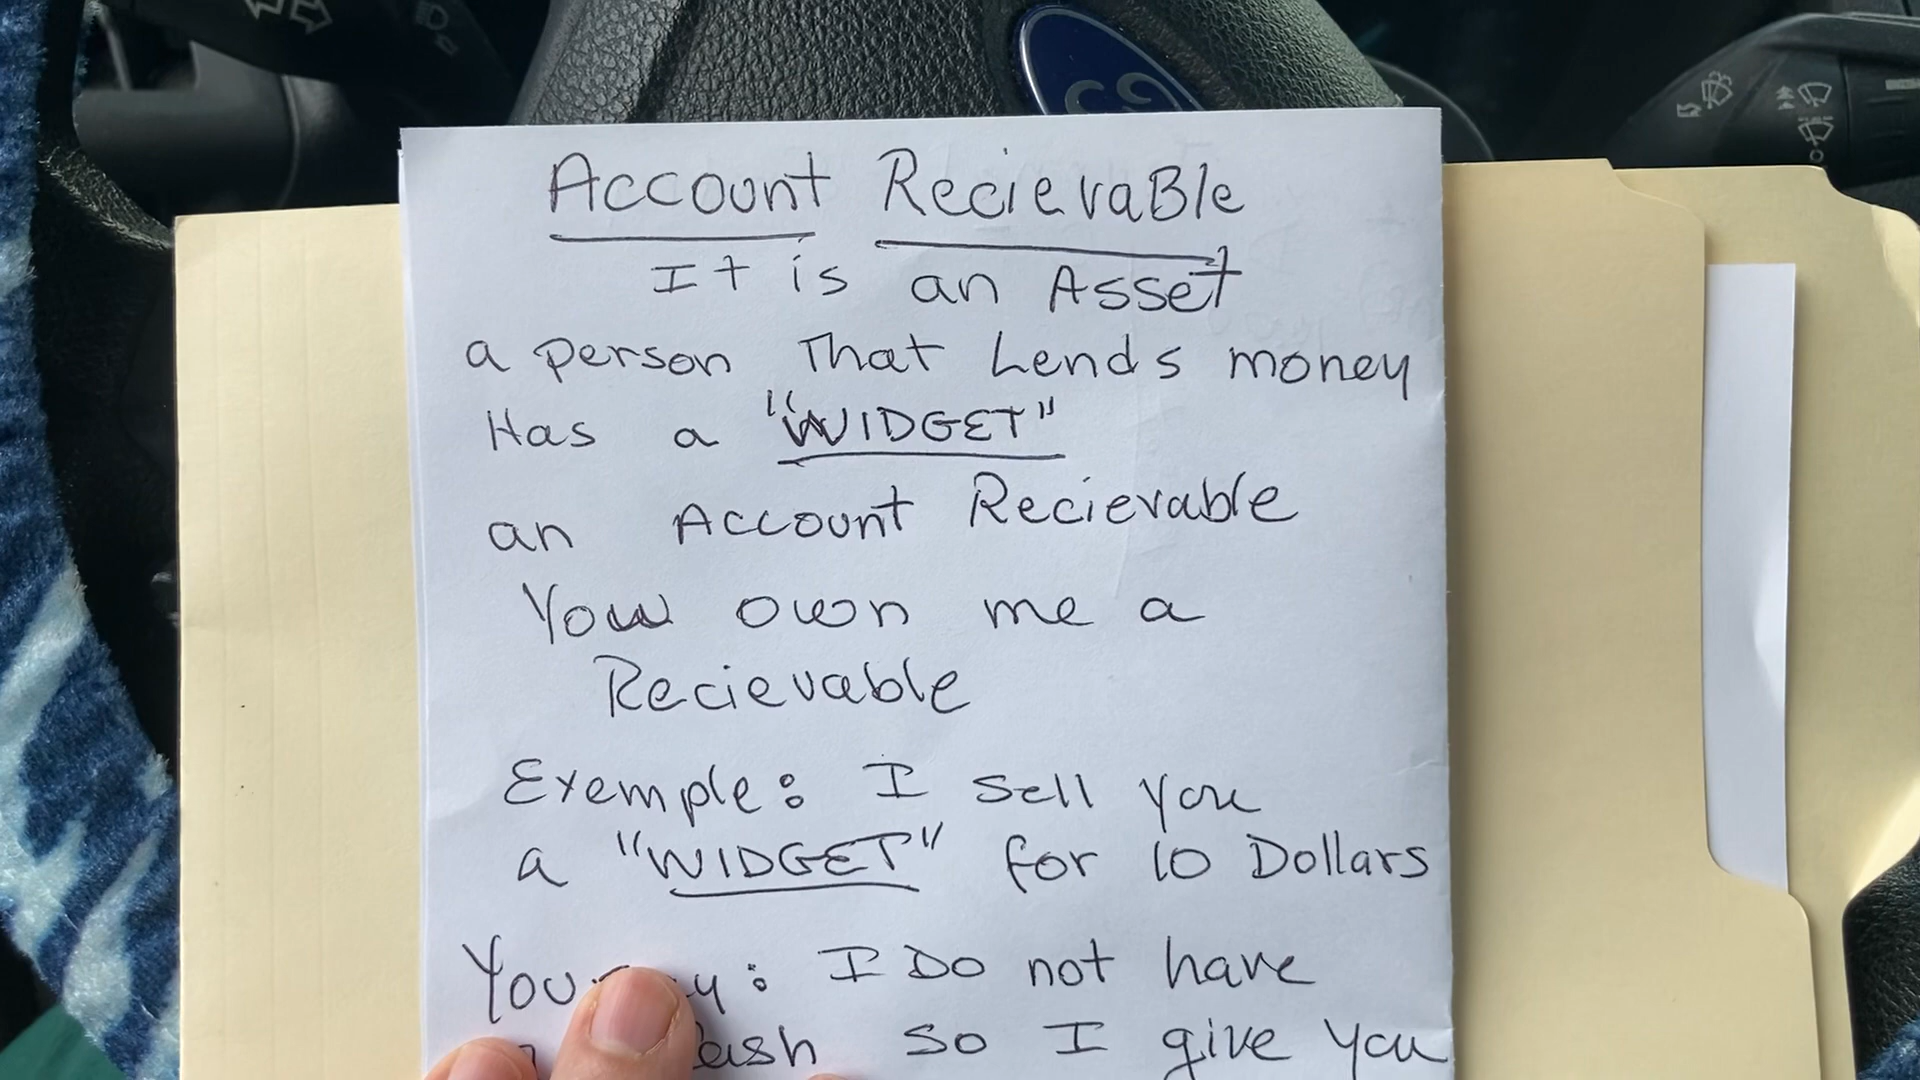 Account RecievaBle
It is an Asset
a person That Lends money
Has a "WIDGET"
an Account Recievable
You own me a
Recievable
Exemple: I sell you
a "WIDGET" for 10 Dollars
You : I Do not have
so I give you